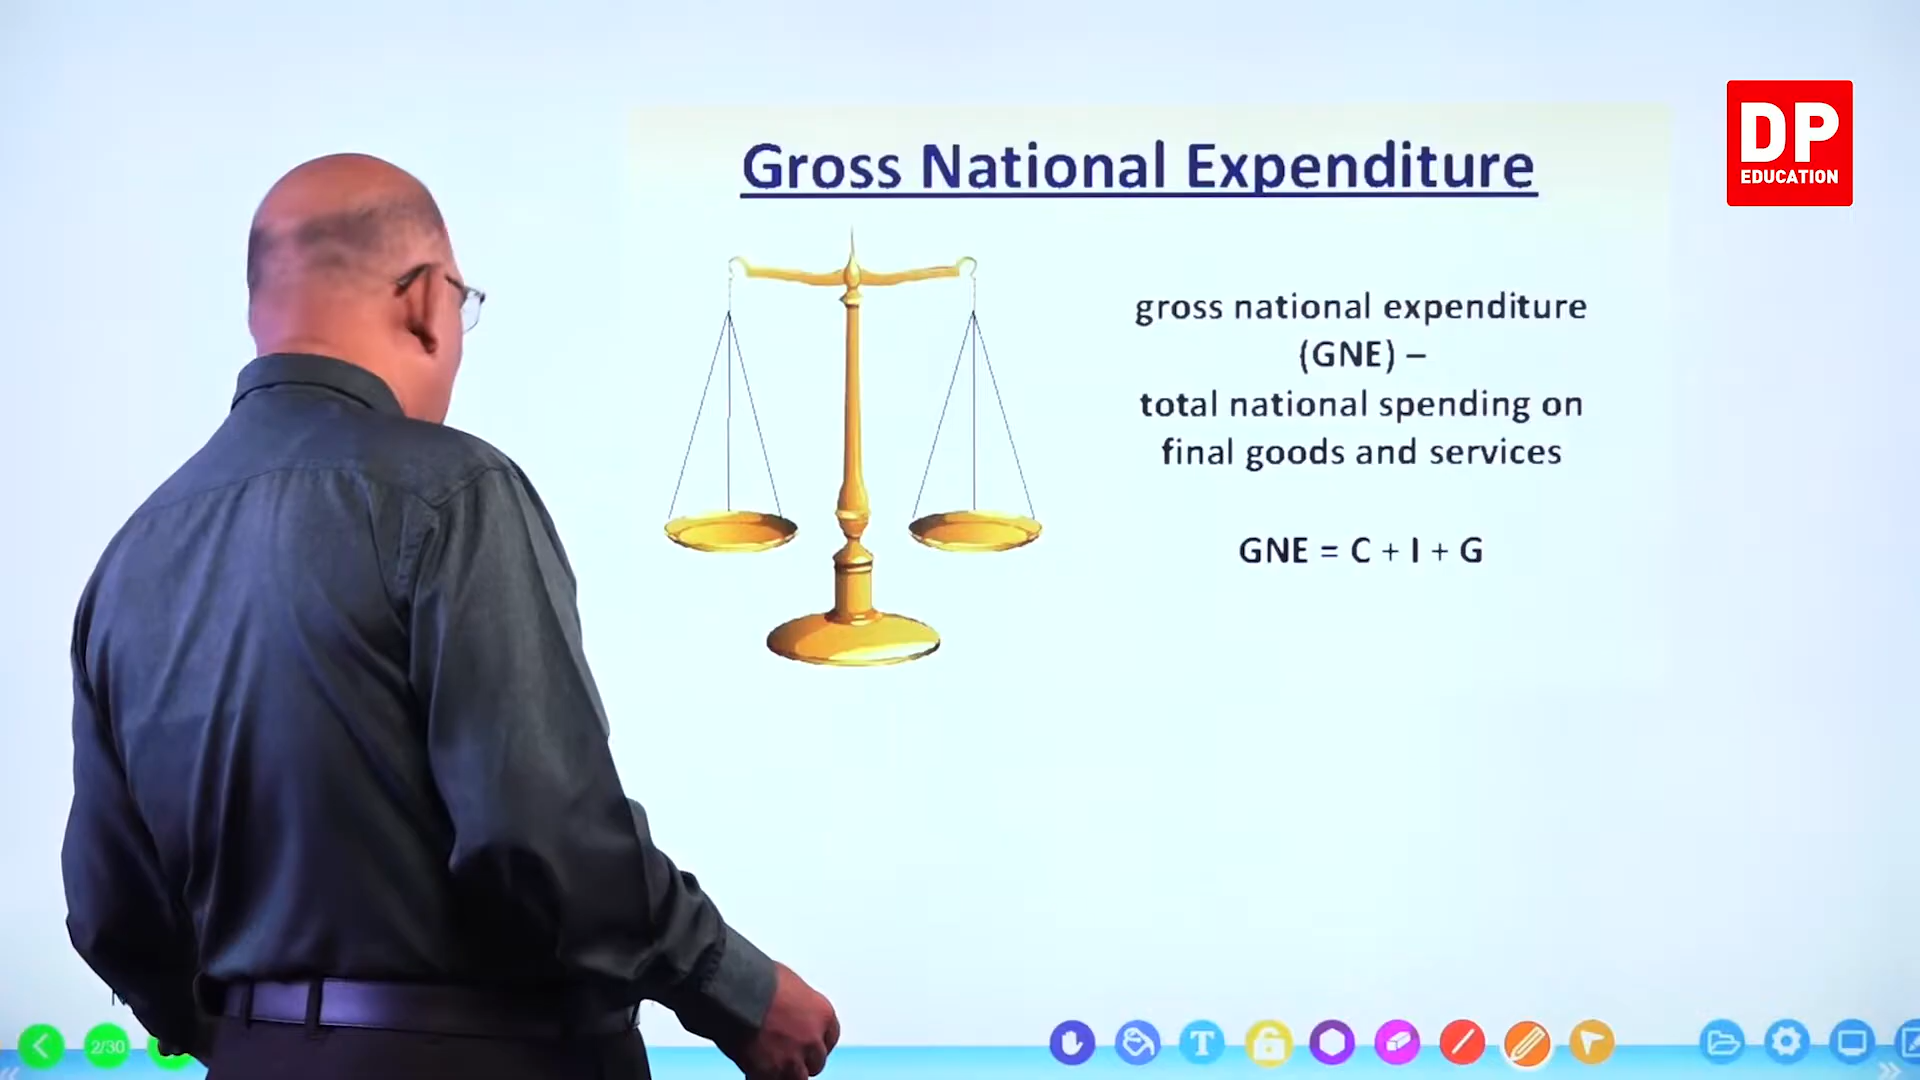 DP
EDUCATION
Gross National Expenditure
gross national expenditure
(GNE) –
total national spending on
final goods and services
GNE = C + I + G
2/30
T